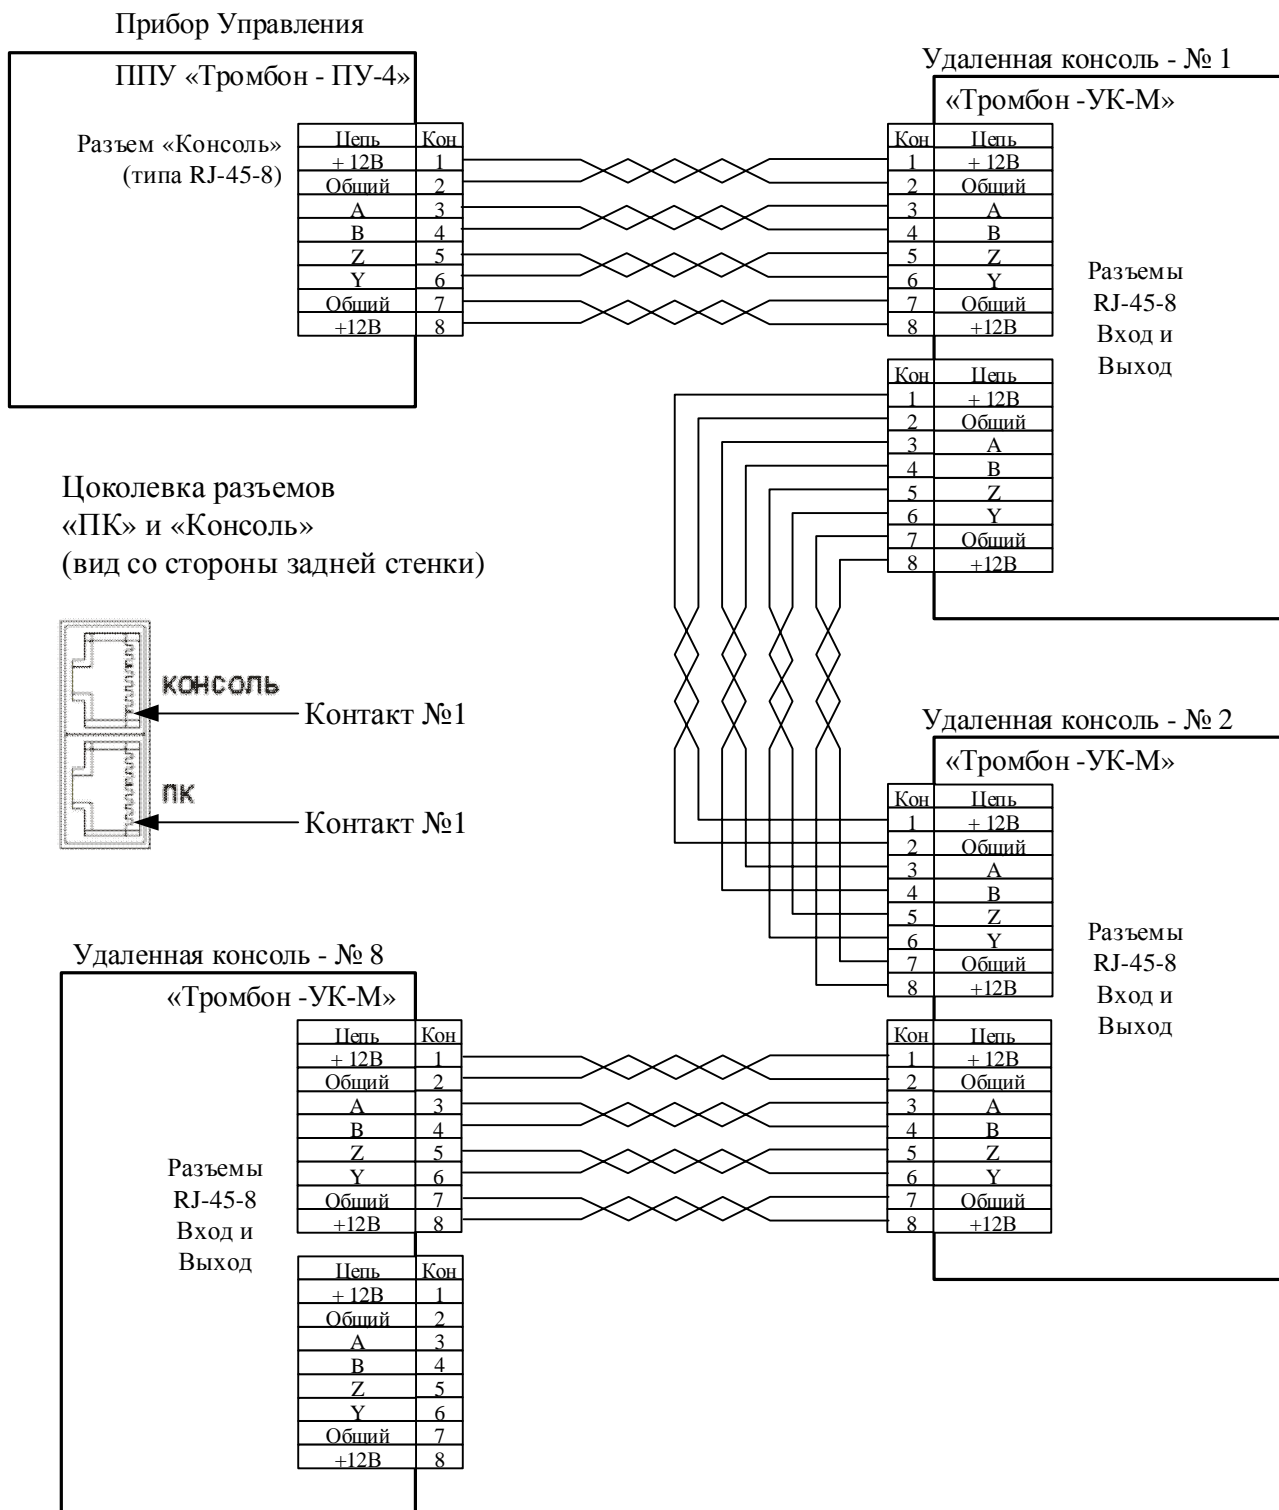 Прибор Управления
ППУ «Тромбон - ПУ-4»
Разъем «Консоль»
(типа RJ-45-8)
Цепь Кон
+ 12В 1
Общий 2
А 3
В 4
Z 5
Y 6
Общий 7
+12В 8
Удаленная консоль - № 1
«Тромбон -УК-М»
Кон Цепь
1 + 12В
2 Общий
3 А
4 В
5 Z
6 Y
7 Общий
8 +12В
Разъемы
RJ-45-8
Вход и
Выход
Кон Цепь
1 + 12В
2 Общий
3 А
4 В
5 Z
6 Y
7 Общий
8 +12В
Цоколевка разъемов
«ПК» и «Консоль»
(вид со стороны задней стенки)
КОНСОЛЬ
Контакт №1
ПК
Контакт №1
Удаленная консоль - № 2
«Тромбон -УК-М»
Кон Цепь
1 + 12В
2 Общий
3 А
4 В
5 Z
6 Y
7 Общий
8 +12В
Разъемы
RJ-45-8
Вход и
Выход
Кон Цепь
1 + 12В
2 Общий
3 А
4 В
5 Z
6 Y
7 Общий
8 +12В
Удаленная консоль - № 8
«Тромбон -УК-М»
Цепь Кон
+ 12В 1
Общий 2
А 3
В 4
Z 5
Y 6
Общий 7
+12В 8
Разъемы
RJ-45-8
Вход и
Выход
Цепь Кон
+ 12В 1
Общий 2
А 3
В 4
Z 5
Y 6
Общий 7
+12В 8